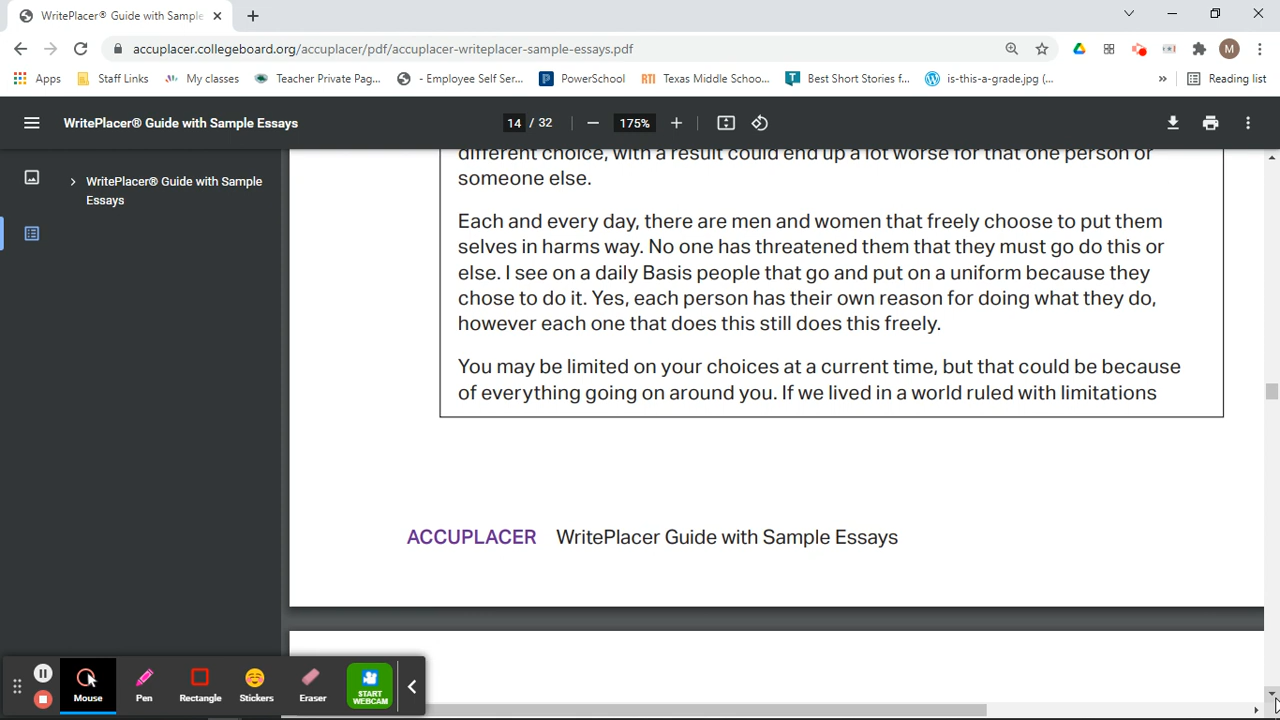 WritePlacer® Guide with Sample
accuplacer.collegeboard.org/accuplacer/pdf/accuplacer-writeplacer-sample-essays.pdf
M
Apps Staff Links My classes Teacher Private Pag... - Employee Self Ser... PowerSchool RTI Texas Middle Schoo... T Best Short Stories f... is-this-a-grade.jpg (... » Reading list
WritePlacer® Guide with Sample Essays 14 / 32 175%
WritePlacer® Guide with Sample
Essays
different choice, with a result could end up a lot worse for that one person or
someone else.
Each and every day, there are men and women that freely choose to put them
selves in harms way. No one has threatened them that they must go do this or
else. I see on a daily Basis people that go and put on a uniform because they
chose to do it. Yes, each person has their own reason for doing what they do,
however each one that does this still does this freely.
You may be limited on your choices at a current time, but that could be because
of everything going on around you. If we lived in a world ruled with limitations
ACCUPLACER WritePlacer Guide with Sample Essays
Mouse Pen Rectangle Stickers Eraser START
WEBCAM